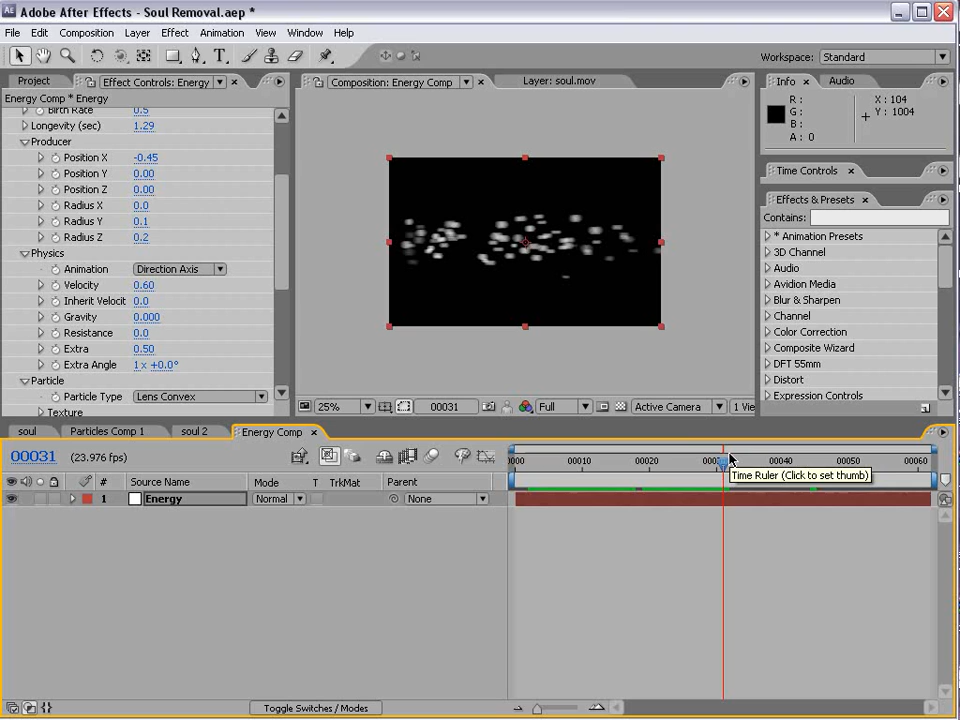 Adobe After Effects - Soul Removal.aep *
File Edit Composition Layer Effect Animation View Window Help
Workspace: Standard
Project Effect Controls: Energy Composition: Energy Comp Layer: soul.mov Info Audio
Energy Comp * Energy
Birth Rate 0.5
Longevity (sec) 1.29
Producer
Position X -0.45
Position Y 0.00
Position Z 0.00
Radius X 0.0
Radius Y 0.1
Radius Z 0.2
Physics
Animation Direction Axis
Velocity 0.60
Inherit Velocit 0.0
Gravity 0.000
Resistance 0.0
Extra 0.50
Extra Angle 1x +0.0°
Particle
Particle Type Lens Convex
Texture
25% 00031 Full Active Camera 1 Vie
R: X: 104
G: Y: 1004
B:
A: 0
Time Controls
Effects & Presets
Contains:
* Animation Presets
3D Channel
Audio
Avidion Media
Blur & Sharpen
Channel
Color Correction
Composite Wizard
DFT 55mm
Distort
Expression Controls
soul Particles Comp 1 soul 2 Energy Comp
00031 (23.976 fps)
00010 00020 00040 00050 00060
Time Ruler (Click to set thumb)
# Source Name Mode T TrkMat Parent
1 Energy Normal None
Toggle Switches / Modes